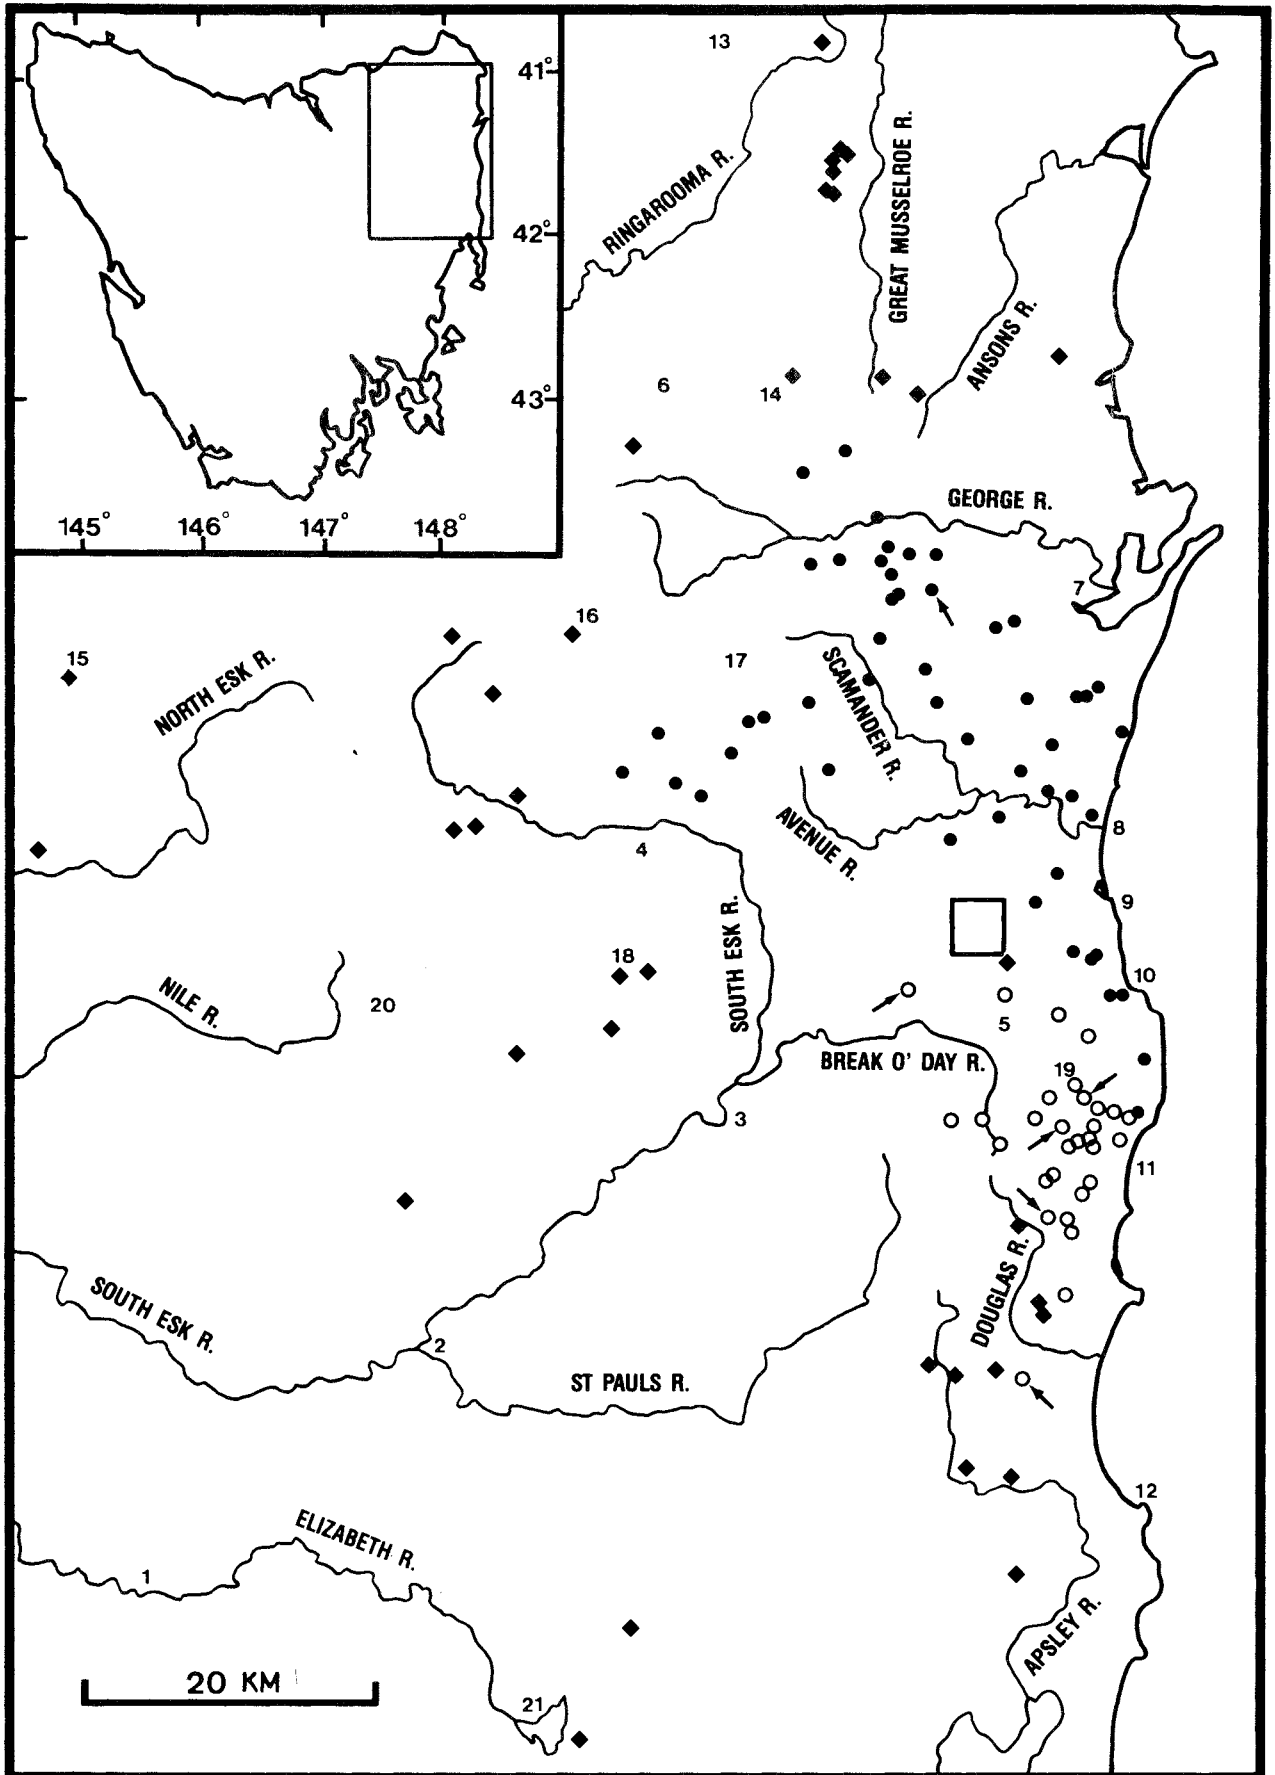 41°
42°
43°
145° 146° 147° 148°
13
RINGAROOMA R.
GREAT MUSSELROE R.
ANSONS R.
6
14
GEORGE R.
7
16
15
NORTH ESK R.
17
SCAMANDER R.
AVENUE R.
8
4
9
SOUTH ESK R.
18
10
NILE R.
20
5
BREAK O' DAY R.
19
3
11
SOUTH ESK R.
DOUGLAS R.
2
ST PAULS R.
12
ELIZABETH R.
1
APSLEY R.
20 KM
21